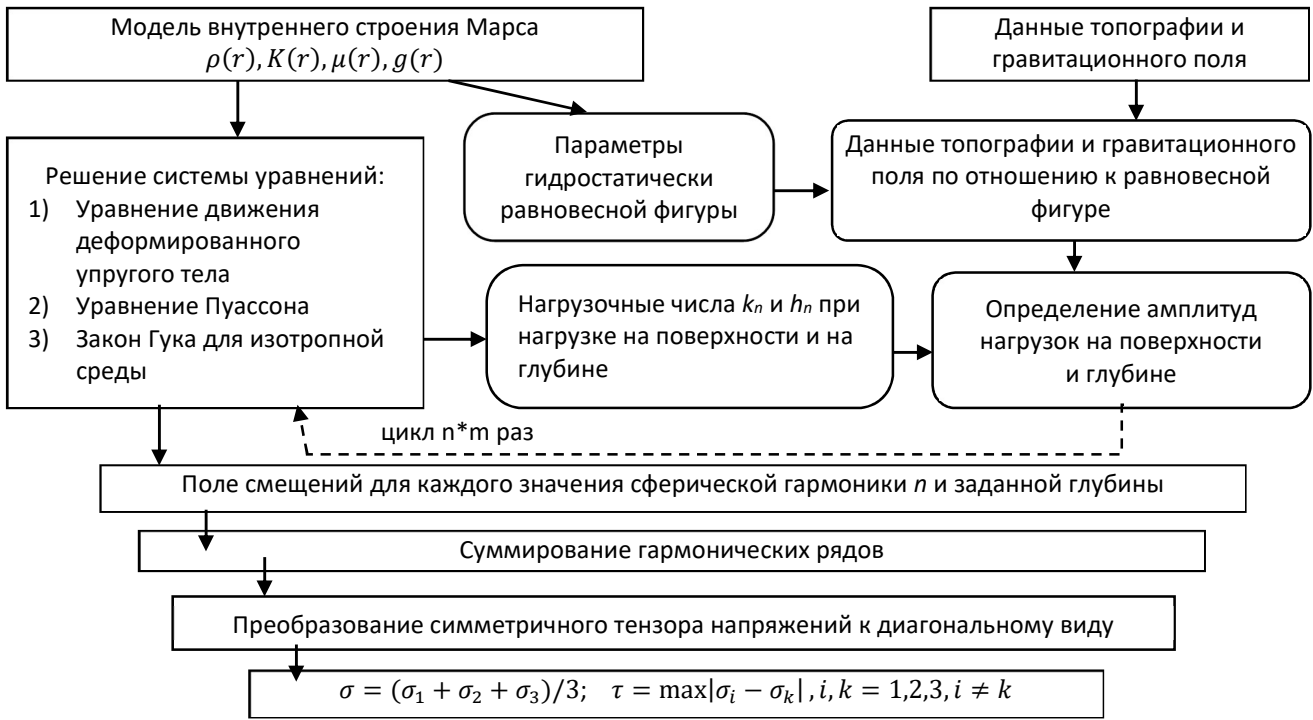 Модель внутреннего строения Марса
ρ(r), K(r), μ(r), g(r)
Данные топографии и
гравитационного поля
Параметры
гидростатически
равновесной фигуры
Данные топографии и гравитационного
поля по отношению к равновесной
фигуре
Решение системы уравнений:
1) Уравнение движения
деформированного
упругого тела
2) Уравнение Пуассона
3) Закон Гука для изотропной
среды
Нагрузочные числа kₙ и hₙ при
нагрузке на поверхности и на
глубине
Определение амплитуд
нагрузок на поверхности
и глубине
цикл n*m раз
Поле смещений для каждого значения сферической гармоники n и заданной глубины
Суммирование гармонических рядов
Преобразование симметричного тензора напряжений к диагональному виду
σ = (σ₁ + σ₂ + σ₃)/3; τ = max|σᵢ − σₖ| , i, k = 1,2,3, i ≠ k